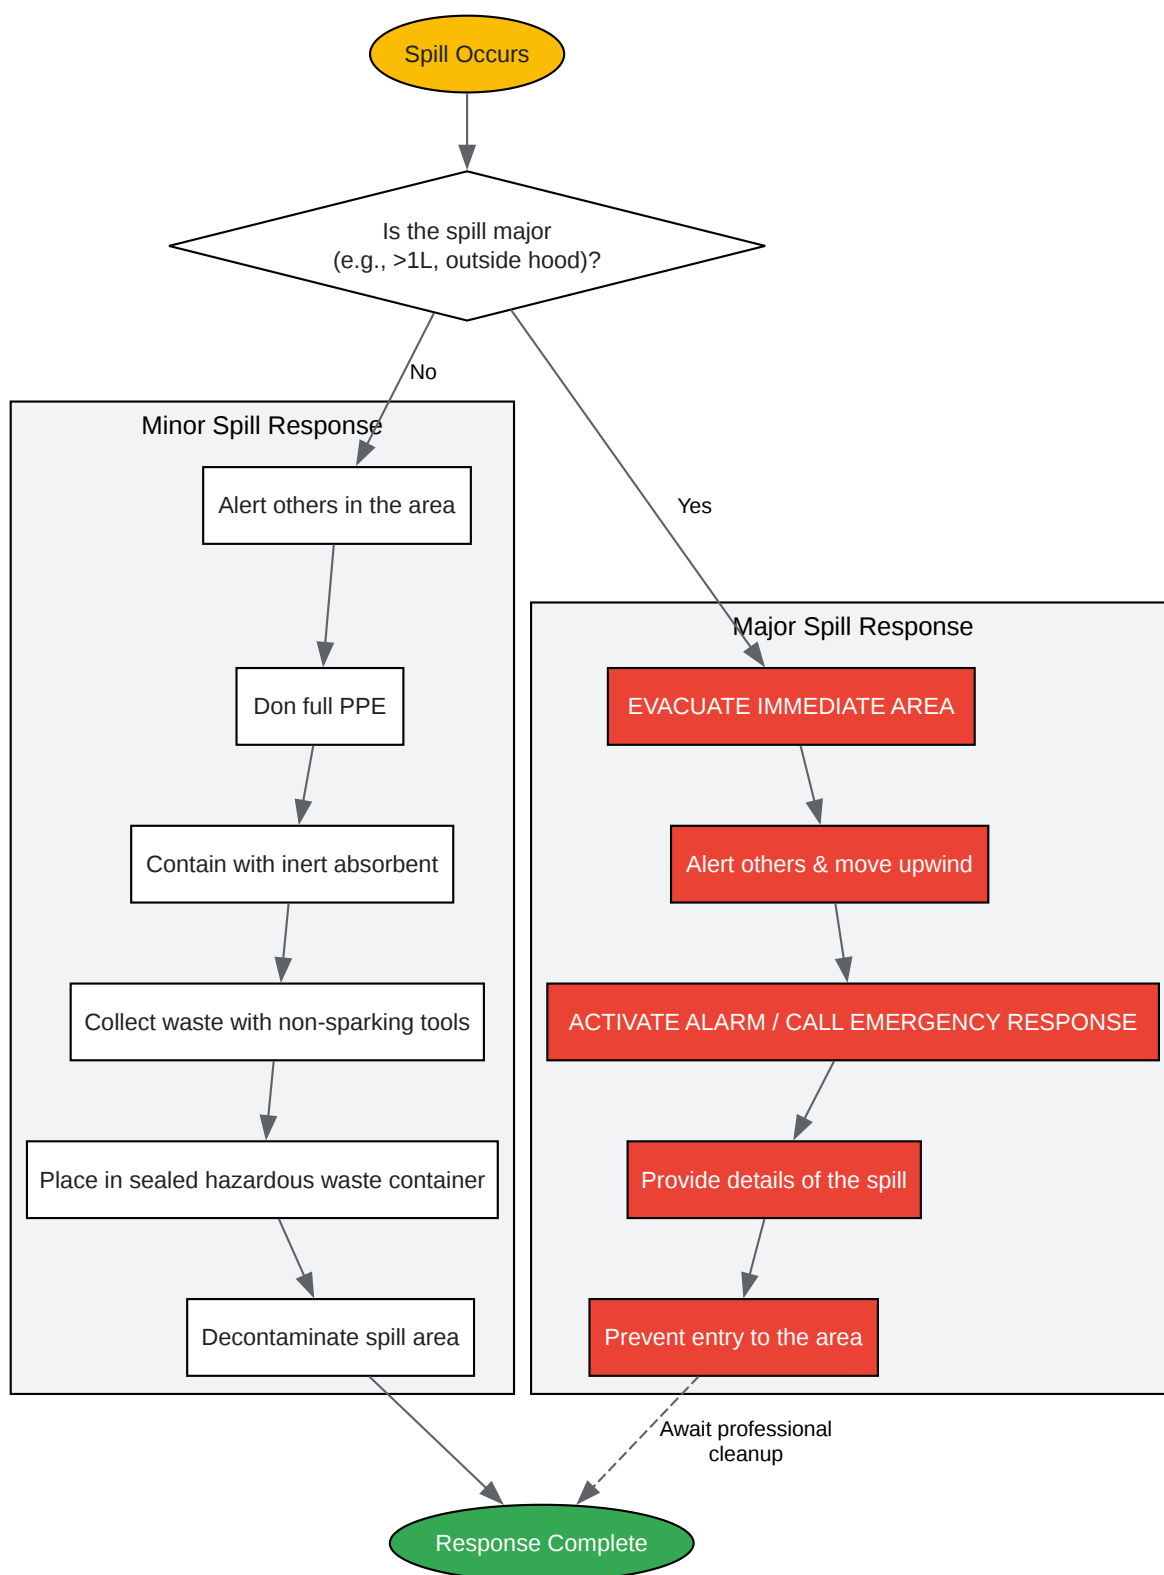 Spill Occurs
Is the spill major
(e.g., >1L, outside hood)?
No
Yes
Minor Spill Response
Alert others in the area
Don full PPE
Contain with inert absorbent
Collect waste with non-sparking tools
Place in sealed hazardous waste container
Decontaminate spill area
Major Spill Response
EVACUATE IMMEDIATE AREA
Alert others & move upwind
ACTIVATE ALARM / CALL EMERGENCY RESPONSE
Provide details of the spill
Prevent entry to the area
Await professional
cleanup
Response Complete